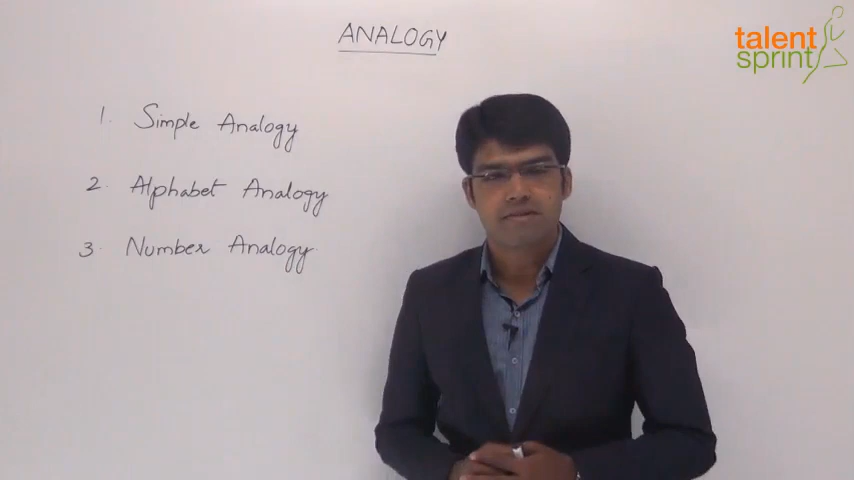 ANALOGY
talent
sprint
1. Simple Analogy
2. Alphabet Analogy
3. Number Analogy